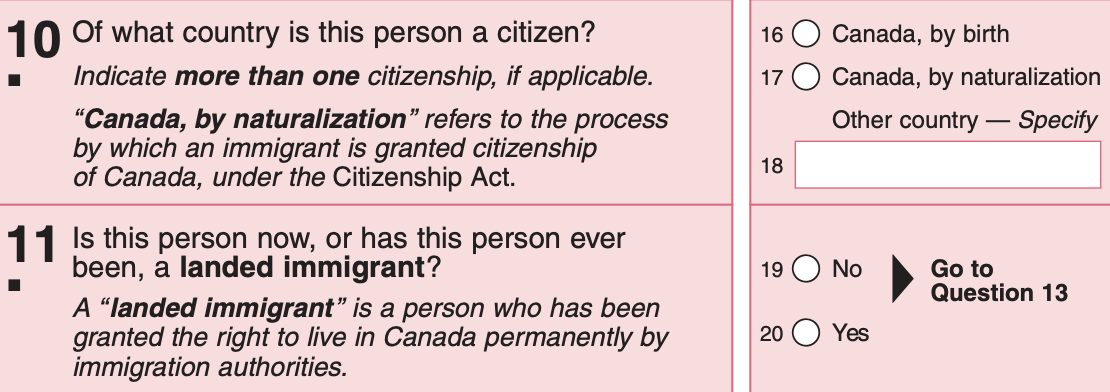 10 Of what country is this person a citizen?
Indicate more than one citizenship, if applicable.
“Canada, by naturalization” refers to the process
by which an immigrant is granted citizenship
of Canada, under the Citizenship Act.
16 Canada, by birth
17 Canada, by naturalization
Other country — Specify
18
11 Is this person now, or has this person ever
been, a landed immigrant?
A “landed immigrant” is a person who has been
granted the right to live in Canada permanently by
immigration authorities.
19 No Go to
Question 13
20 Yes